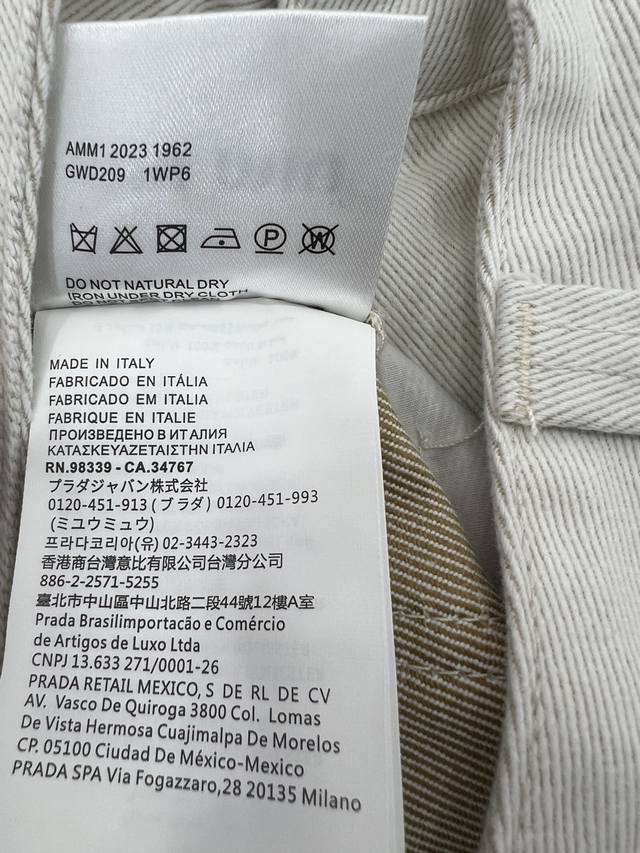 AMM1 2023 1962
GWD209 1WP6
P
W
DO NOT NATURAL DRY
IRON UNDER DRY CLOTH
MADE IN ITALY
FABRICADO EN ITÁLIA
FABRICADO EM ITALIA
FABRIQUE EN ITALIE
ПРОИЗВЕДЕНО В ИТ АЛИЯ
ΚΑΤΑΣΚΕΥΑΖΕΤΑΙΣΤΗΝ ΙΤΑΛΙΑ
RN.98339 - CA.34767
プラダジャパン株式会社
0120-451-913 ( プラダ) 0120-451-993
(ミユウミュウ)
프라다코리아(유) 02-3443-2323
香港商台灣意比有限公司台灣分公司
886-2-2571-5255
臺北市中山區中山北路二段44號12樓A室
Prada Brasilimportacão e Comércio
de Artigos de Luxo Ltda
CNPJ 13.633 271/0001-26
PRADA RETAIL MEXICO, S DE RL DE CV
AV. Vasco De Quiroga 3800 Col. Lomas
De Vista Hermosa Cuajimalpa De Morelos
CP. 05100 Ciudad De México-Mexico
PRADA SPA Via Fogazzaro,28 20135 Milano